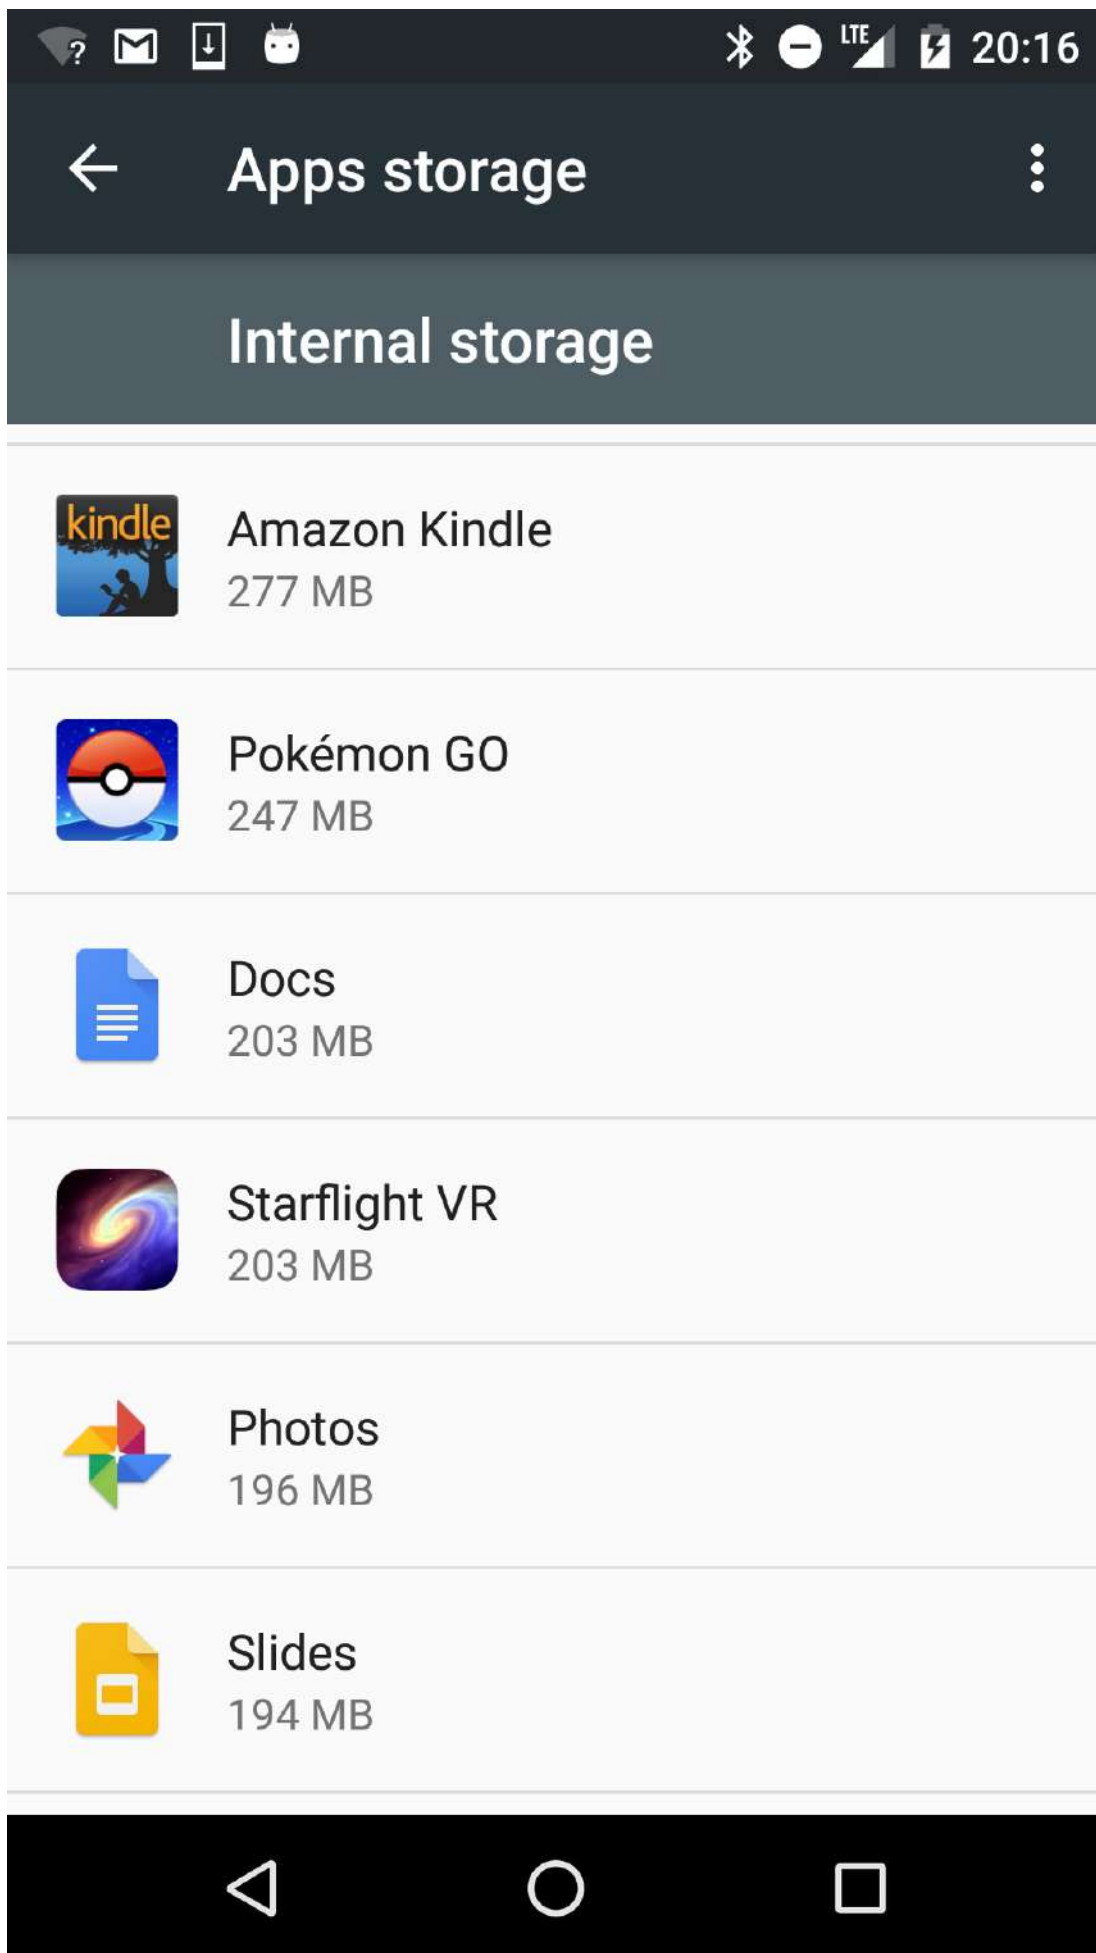 ? LTE 20:16
Apps storage
Internal storage
kindle
Amazon Kindle
277 MB
Pokémon GO
247 MB
Docs
203 MB
Starflight VR
203 MB
Photos
196 MB
Slides
194 MB